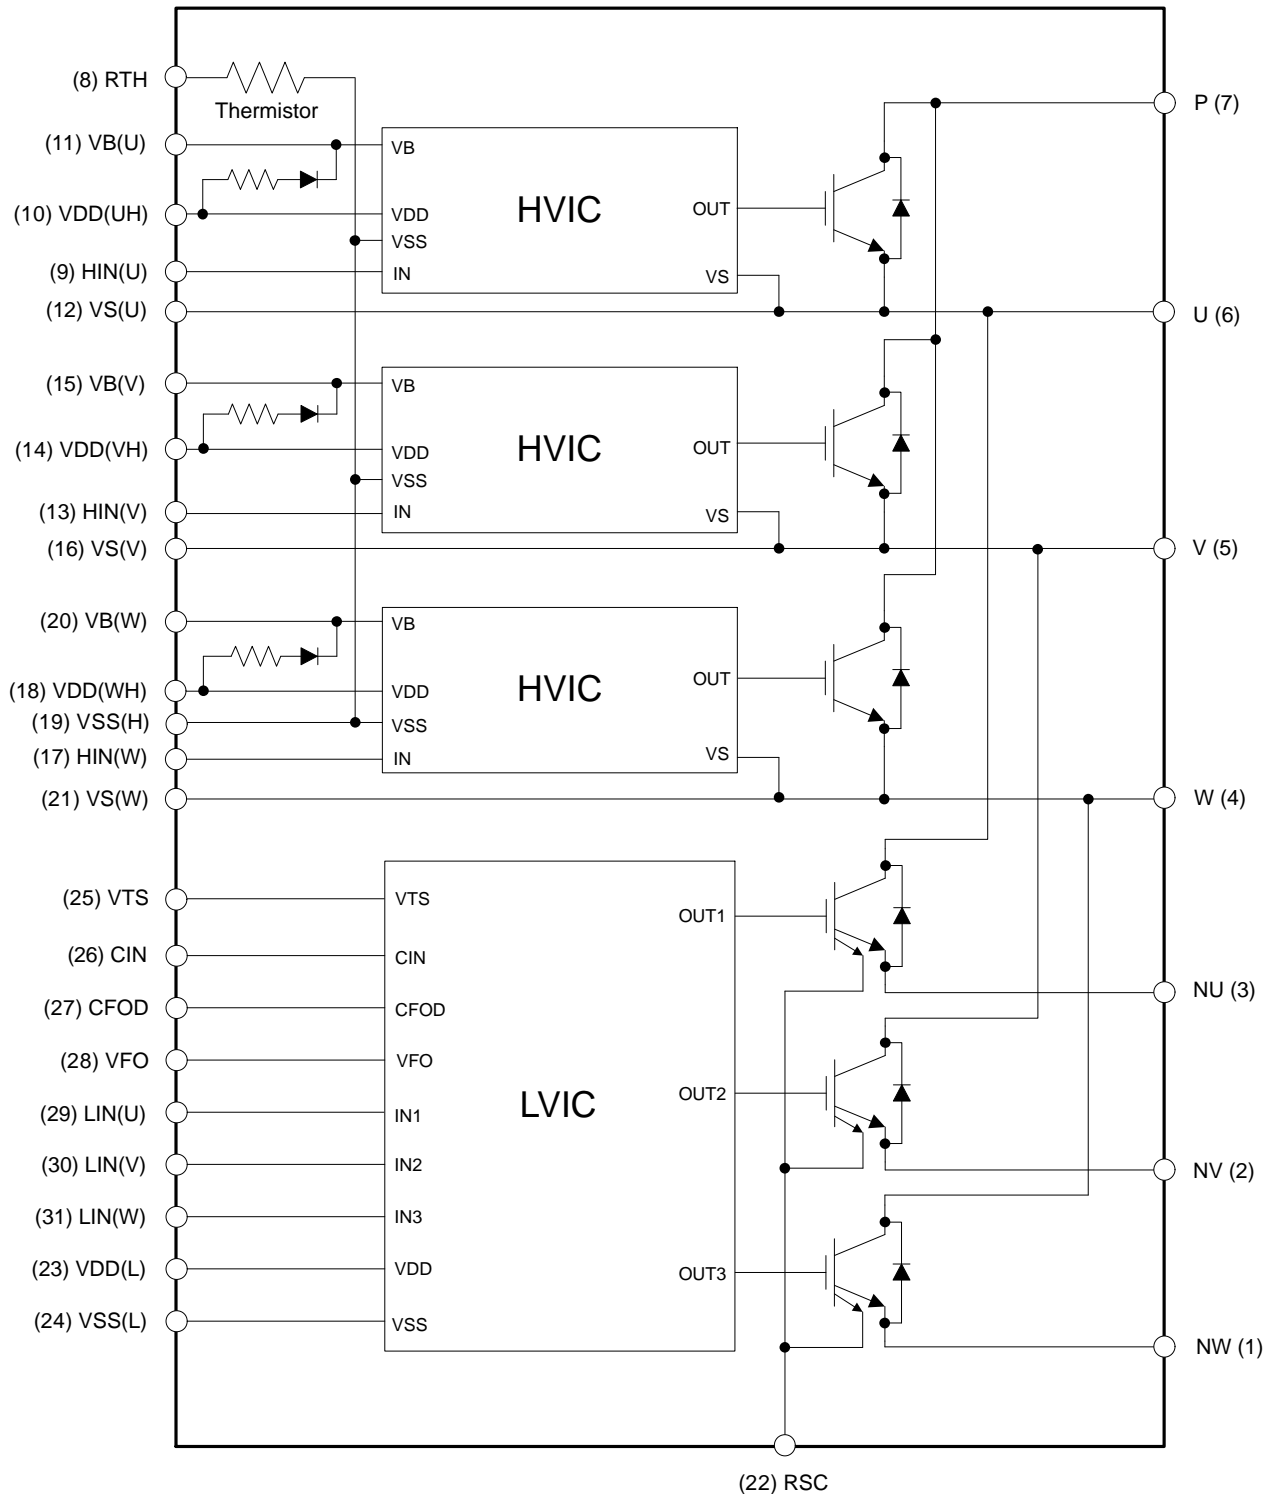 (8) RTH
Thermistor
P (7)
(11) VB(U)
VB
(10) VDD(UH)
VDD
HVIC
OUT
VSS
(9) HIN(U)
IN
VS
(12) VS(U)
U (6)
(15) VB(V)
VB
(14) VDD(VH)
VDD
HVIC
OUT
VSS
(13) HIN(V)
IN
VS
(16) VS(V)
V (5)
(20) VB(W)
VB
(18) VDD(WH)
VDD
HVIC
OUT
(19) VSS(H)
VSS
(17) HIN(W)
IN
VS
(21) VS(W)
W (4)
(25) VTS
VTS
OUT1
(26) CIN
CIN
(27) CFOD
CFOD
NU (3)
(28) VFO
VFO
LVIC
OUT2
(29) LIN(U)
IN1
(30) LIN(V)
IN2
NV (2)
(31) LIN(W)
IN3
(23) VDD(L)
VDD
OUT3
(24) VSS(L)
VSS
NW (1)
(22) RSC